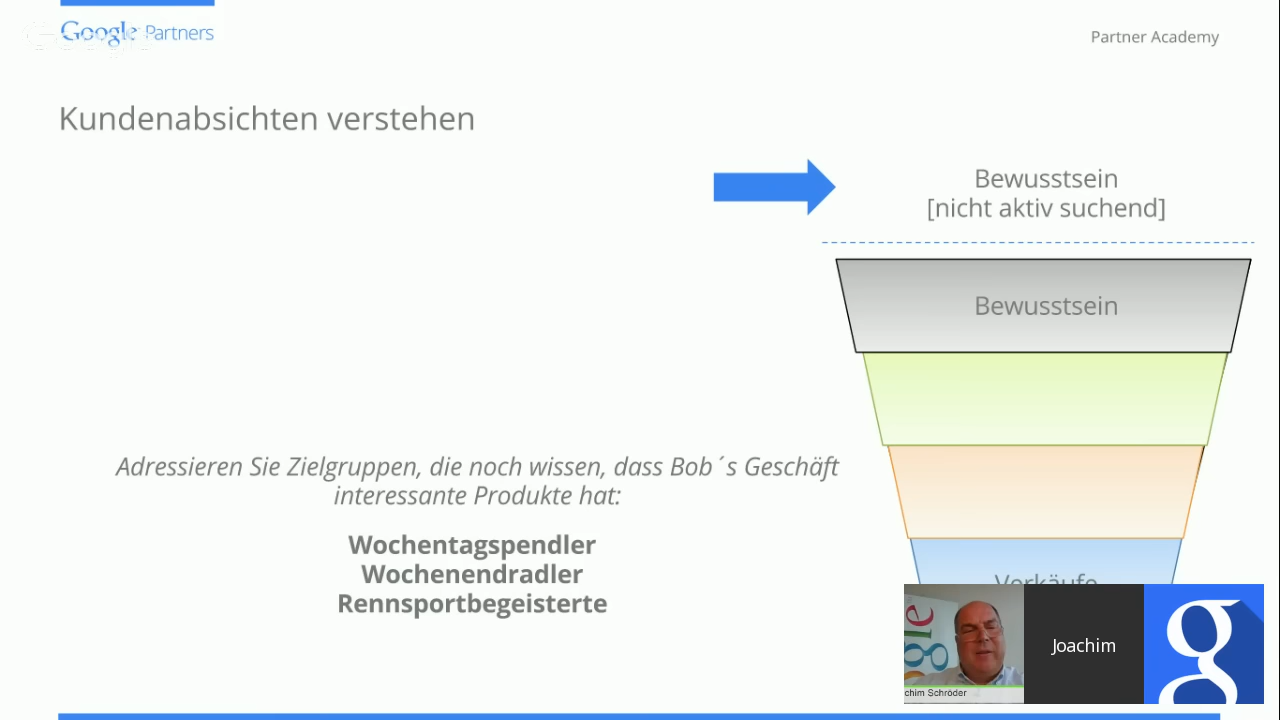 Google Partners
Partner Academy
Kundenabsichten verstehen
Bewusstsein
[nicht aktiv suchend]
Bewusstsein
Adressieren Sie Zielgruppen, die noch wissen, dass Bob´s Geschäft
interessante Produkte hat:
Wochentagspendler
Wochenendradler
Rennsportbegeisterte
Verkäufe
chim Schröder
Joachim